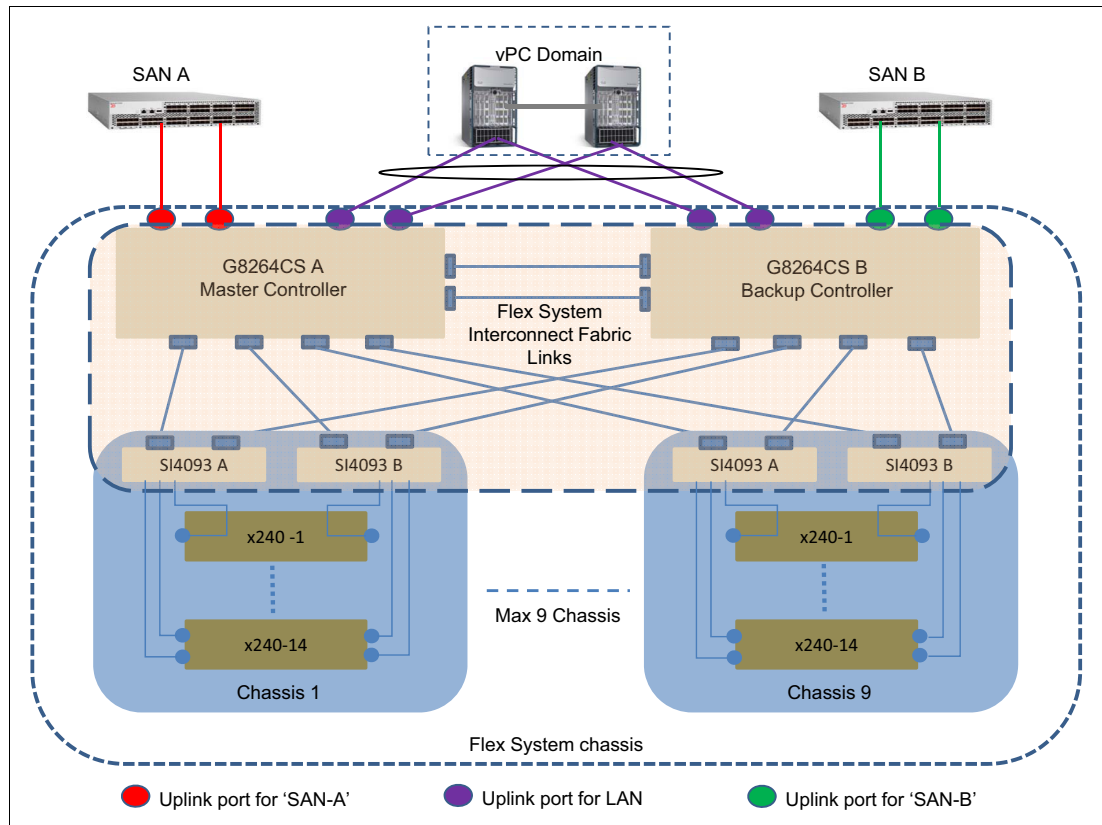 vPC Domain
SAN A
SAN B
G8264CS A
Master Controller
G8264CS B
Backup Controller
Flex System
Interconnect Fabric
Links
SI4093 A
SI4093 B
SI4093 A
SI4093 B
x240 -1
x240-1
Max 9 Chassis
x240-14
x240-14
Chassis 1
Chassis 9
Flex System chassis
Uplink port for 'SAN-A'
Uplink port for LAN
Uplink port for 'SAN-B'